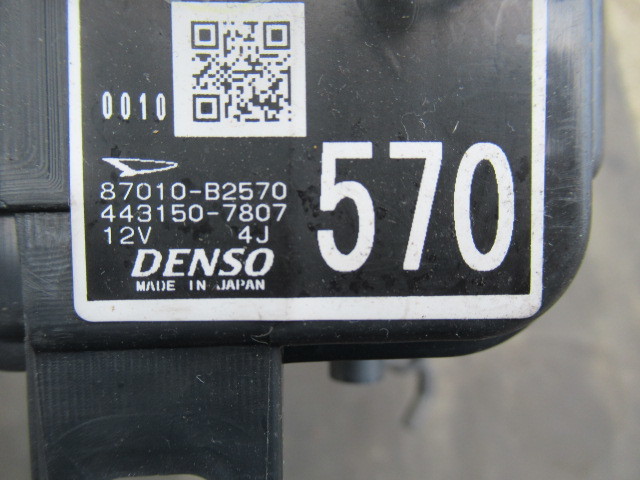 0010
87010-B2570
443150-7807
12V 4J
DENSO
MADE IN JAPAN
570